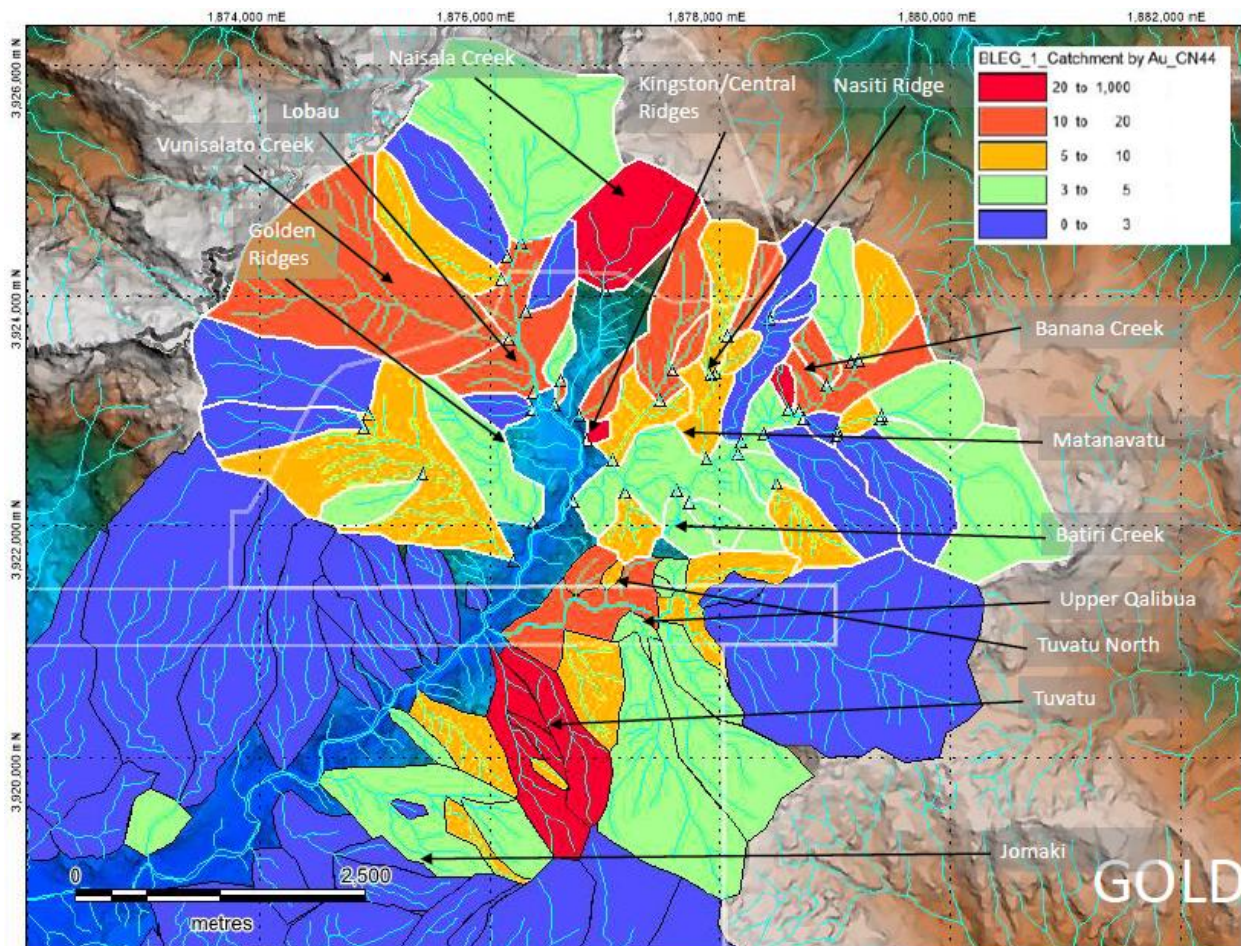 1,874,000 mE
1,876,000 mE
1,878,000 mE
1,880,000 mE
1,882,000 mE
3,926,000 m N
3,924,000 m N
3,922,000 m N
3,920,000 m N
BLEG_1_Catchment by Au_CN44
20 to 1,000
10 to 20
5 to 10
3 to 5
0 to 3
Naisala Creek
Kingston/Central
Ridges
Nasiti Ridge
Lobau
Vunisalato Creek
Golden
Ridges
Banana Creek
Matanavatu
Batiri Creek
Upper Qalibua
Tuvatu North
Tuvatu
Jomaki
0
2,500
metres
GOLD